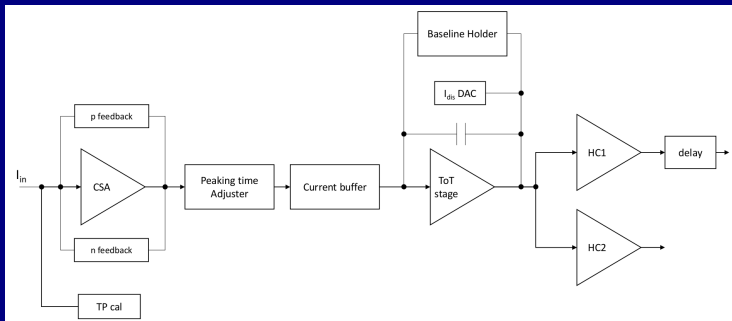 Baseline Holder
I_dis DAC
p feedback
I_in
CSA
Peaking time
Adjuster
Current buffer
ToT
stage
HC1
delay
n feedback
HC2
TP cal